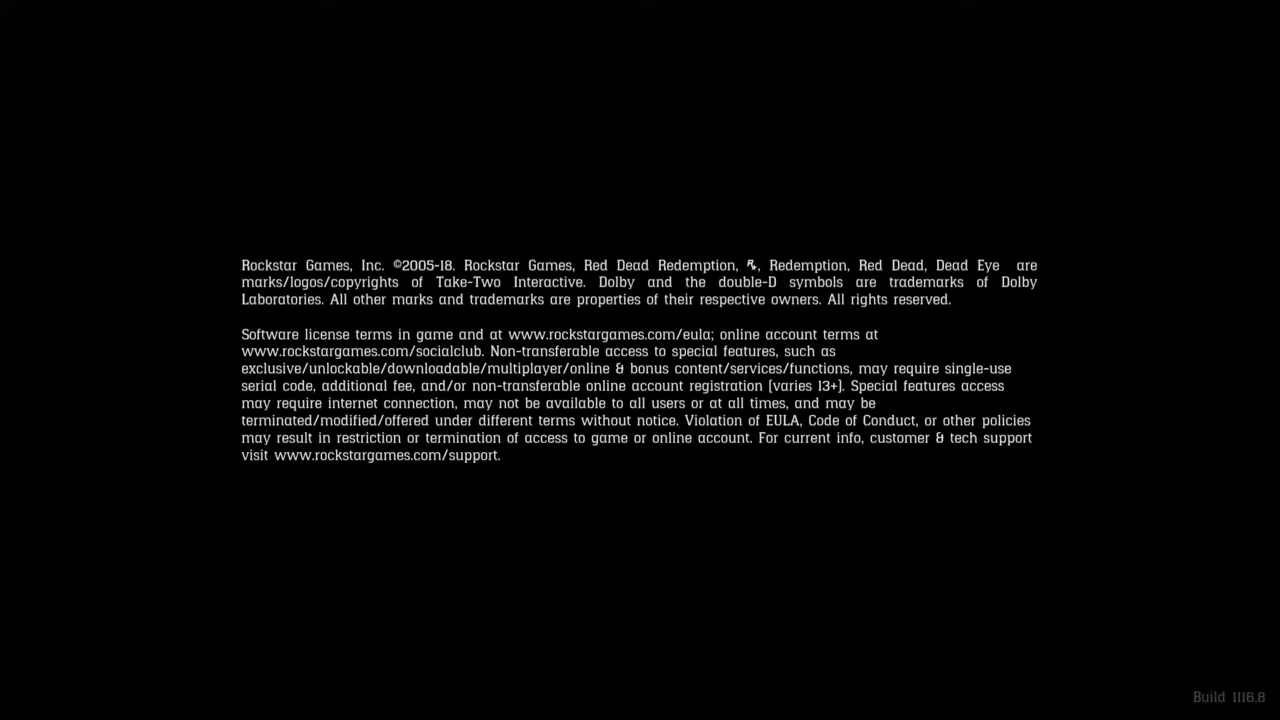 Rockstar Games, Inc. ©2005-18. Rockstar Games, Red Dead Redemption, R*, Redemption, Red Dead, Dead Eye are
marks/logos/copyrights of Take-Two Interactive. Dolby and the double-D symbols are trademarks of Dolby
Laboratories. All other marks and trademarks are properties of their respective owners. All rights reserved.
Software license terms in game and at www.rockstargames.com/eula; online account terms at
www.rockstargames.com/socialclub. Non-transferable access to special features, such as
exclusive/unlockable/downloadable/multiplayer/online & bonus content/services/functions, may require single-use
serial code, additional fee, and/or non-transferable online account registration (varies 13+). Special features access
may require internet connection, may not be available to all users or at all times, and may be
terminated/modified/offered under different terms without notice. Violation of EULA, Code of Conduct, or other policies
may result in restriction or termination of access to game or online account. For current info, customer & tech support
visit www.rockstargames.com/support.
Build 1116.8